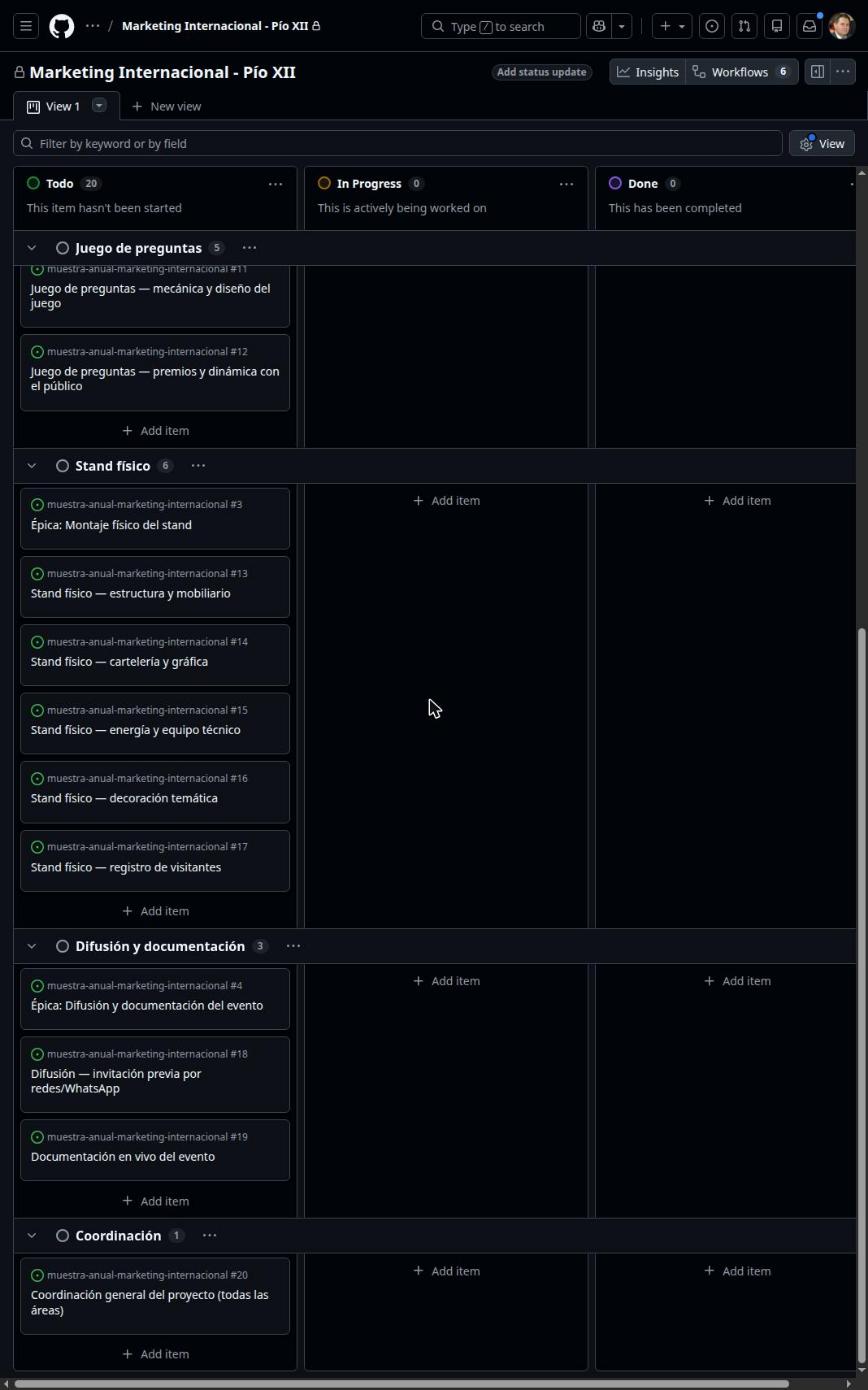 ... / Marketing Internacional - Pío XII
Type / to search
Marketing Internacional - Pío XII
Add status update
Insights
Workflows 6
View 1
New view
Filter by keyword or by field
View
Todo 20
This item hasn't been started
In Progress 0
This is actively being worked on
Done 0
This has been completed
Juego de preguntas 5
muestra-anual-marketing-internacional #11
Juego de preguntas — mecánica y diseño del
juego
muestra-anual-marketing-internacional #12
Juego de preguntas — premios y dinámica con
el público
+ Add item
Stand físico 6
muestra-anual-marketing-internacional #3
Épica: Montaje físico del stand
muestra-anual-marketing-internacional #13
Stand físico — estructura y mobiliario
muestra-anual-marketing-internacional #14
Stand físico — cartelería y gráfica
muestra-anual-marketing-internacional #15
Stand físico — energía y equipo técnico
muestra-anual-marketing-internacional #16
Stand físico — decoración temática
muestra-anual-marketing-internacional #17
Stand físico — registro de visitantes
+ Add item
+ Add item
+ Add item
Difusión y documentación 3
muestra-anual-marketing-internacional #4
Épica: Difusión y documentación del evento
muestra-anual-marketing-internacional #18
Difusión — invitación previa por
redes/WhatsApp
muestra-anual-marketing-internacional #19
Documentación en vivo del evento
+ Add item
+ Add item
+ Add item
Coordinación 1
muestra-anual-marketing-internacional #20
Coordinación general del proyecto (todas las
áreas)
+ Add item
+ Add item
+ Add item